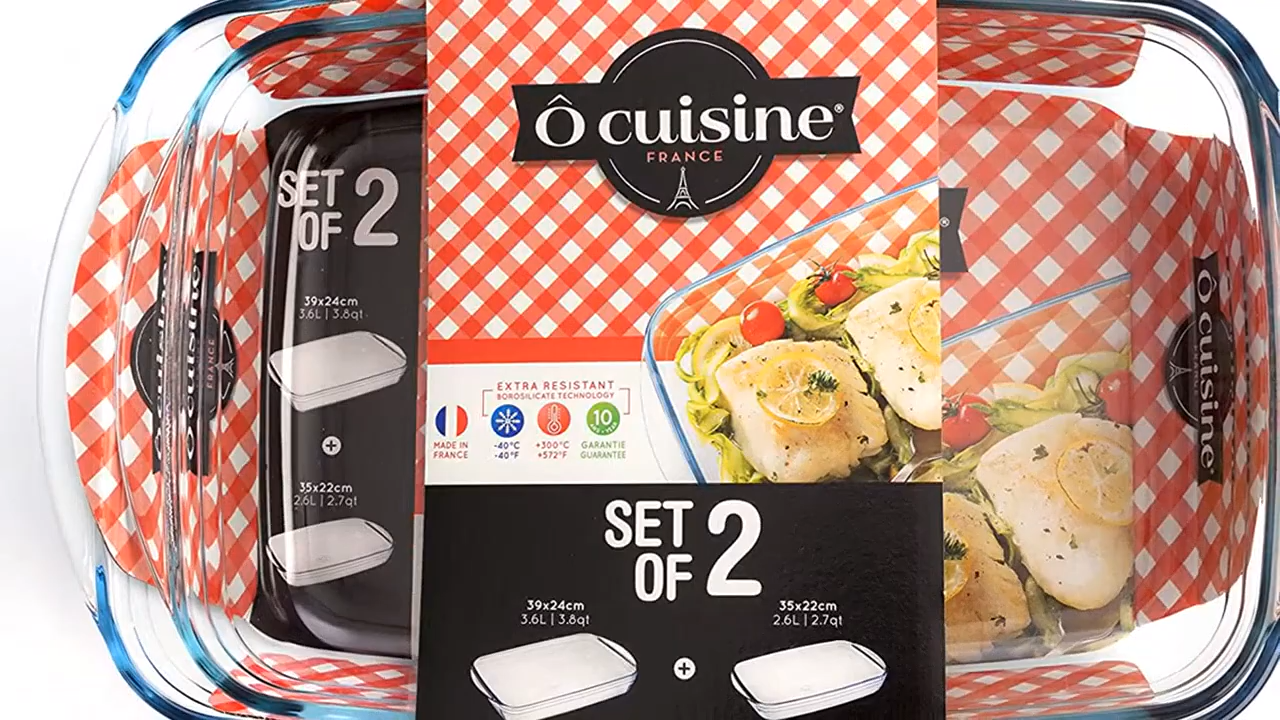 Ô cuisine®
FRANCE
EXTRA RESISTANT
BOROSILICATE TECHNOLOGY
MADE IN
FRANCE
-40°C
-40°F
+300°C
+572°F
10
GARANTIE
GUARANTEE
SET
OF 2
39x24cm
3.6L | 3.8qt
+
35x22cm
2.6L | 2.7qt
SET
OF 2
39x24cm
3.6L | 3.8qt
+
35x22cm
2.6L | 2.7qt
Ô cuisine
FRANCE
Ô cuisine
®
Ô cuisine